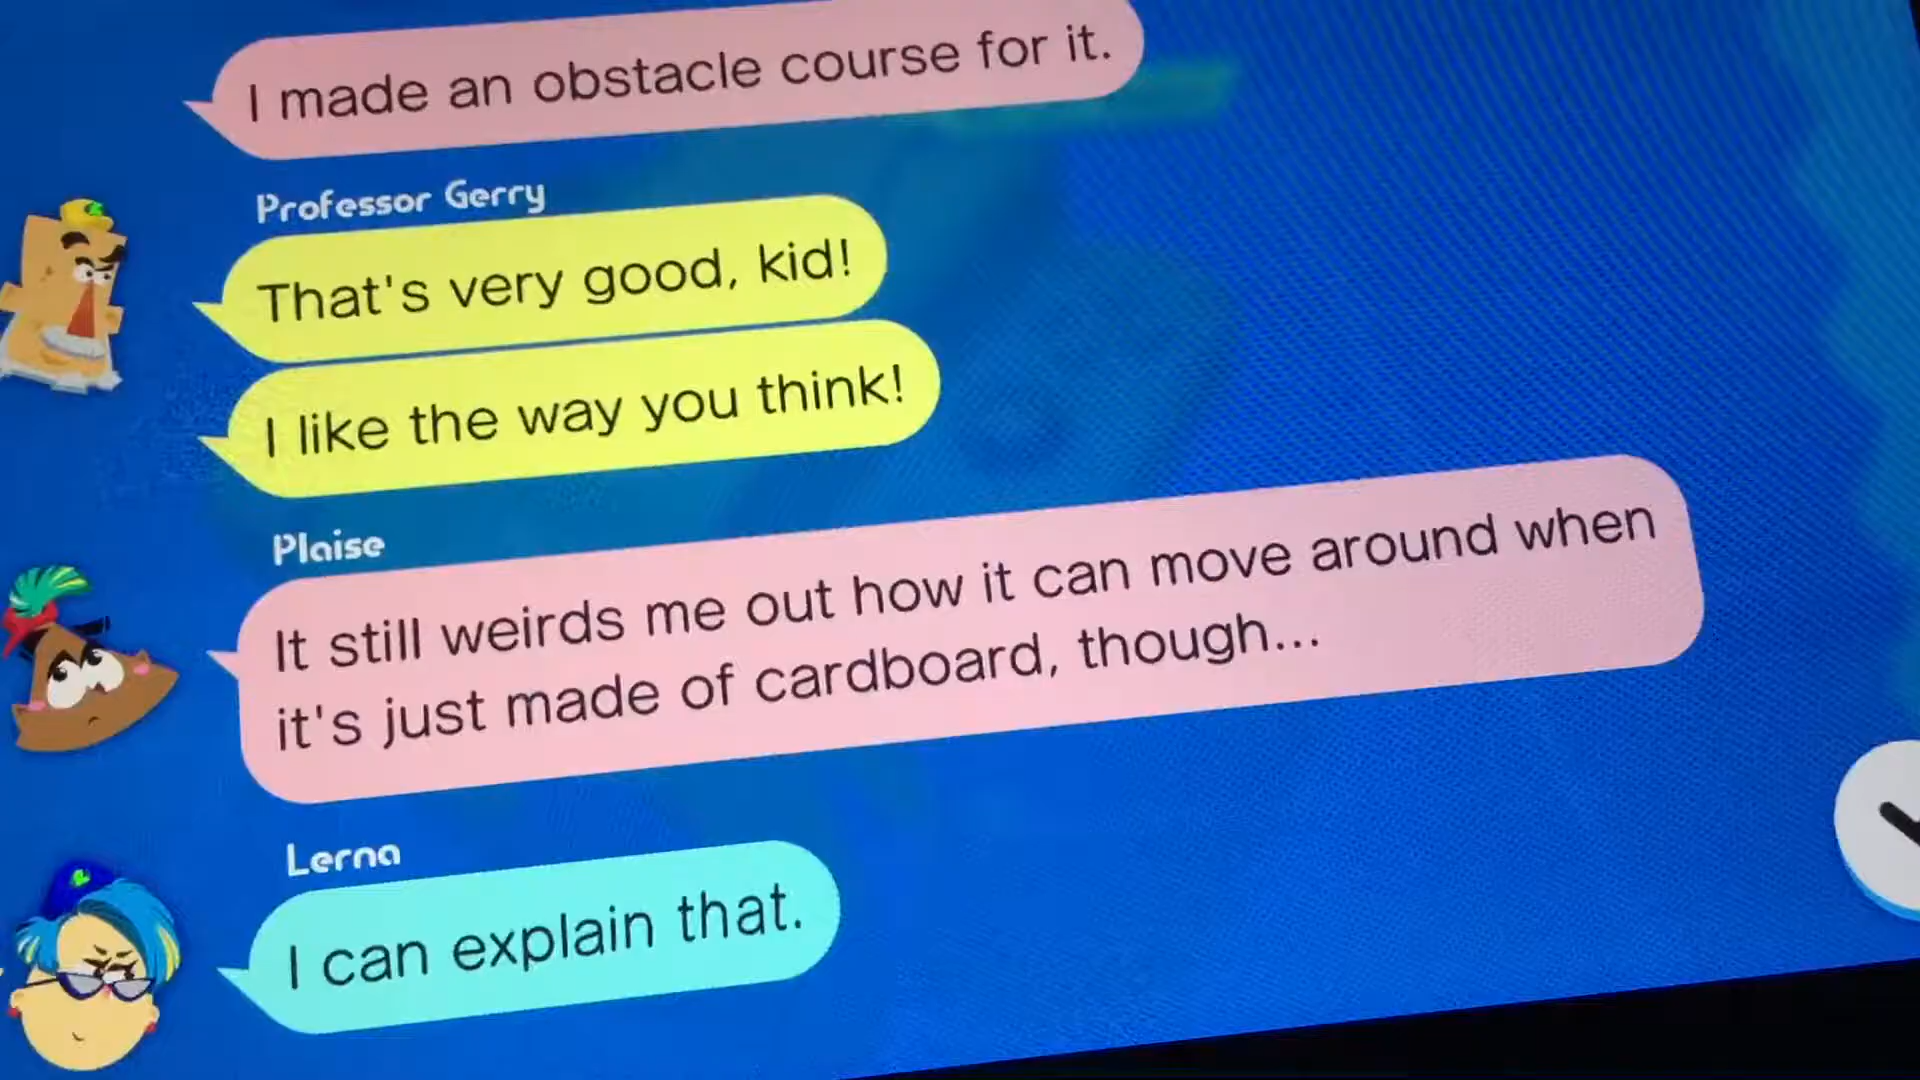 I made an obstacle course for it.
Professor Gerry
That's very good, kid!
I like the way you think!
Plaise
It still weirds me out how it can move around when
it's just made of cardboard, though...
Lerna
I can explain that.